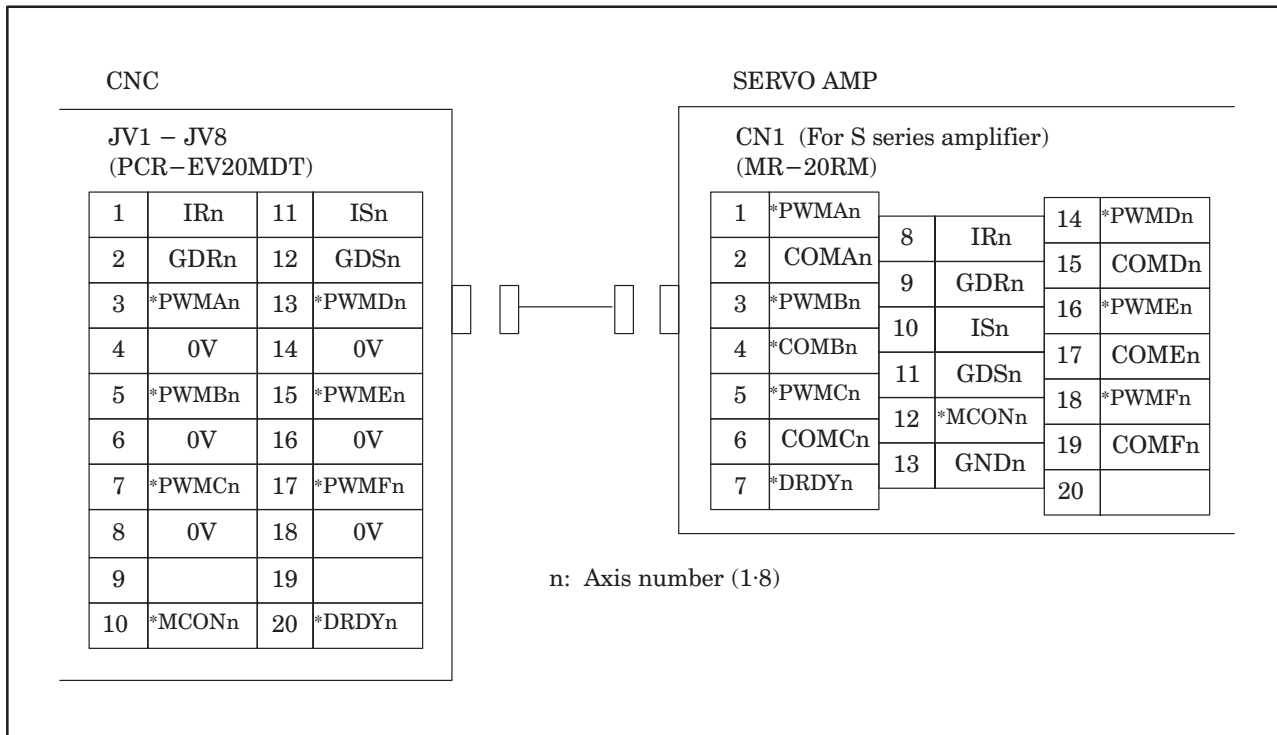 CNC
SERVO AMP
JV1 – JV8
(PCR–EV20MDT)
1 IRn 11 ISn
2 GDRn 12 GDSn
3 *PWMAn 13 *PWMDn
4 0V 14 0V
5 *PWMBn 15 *PWMEn
6 0V 16 0V
7 *PWMCn 17 *PWMFn
8 0V 18 0V
9 19
10 *MCONn 20 *DRDYn
CN1 (For S series amplifier)
(MR–20RM)
1 *PWMAn
2 COMAn
3 *PWMBn
4 *COMBn
5 *PWMCn
6 COMCn
7 *DRDYn
8 IRn
9 GDRn
10 ISn
11 GDSn
12 *MCONn
13 GNDn
14 *PWMDn
15 COMDn
16 *PWMEn
17 COMEn
18 *PWMFn
19 COMFn
20
n: Axis number (1·8)